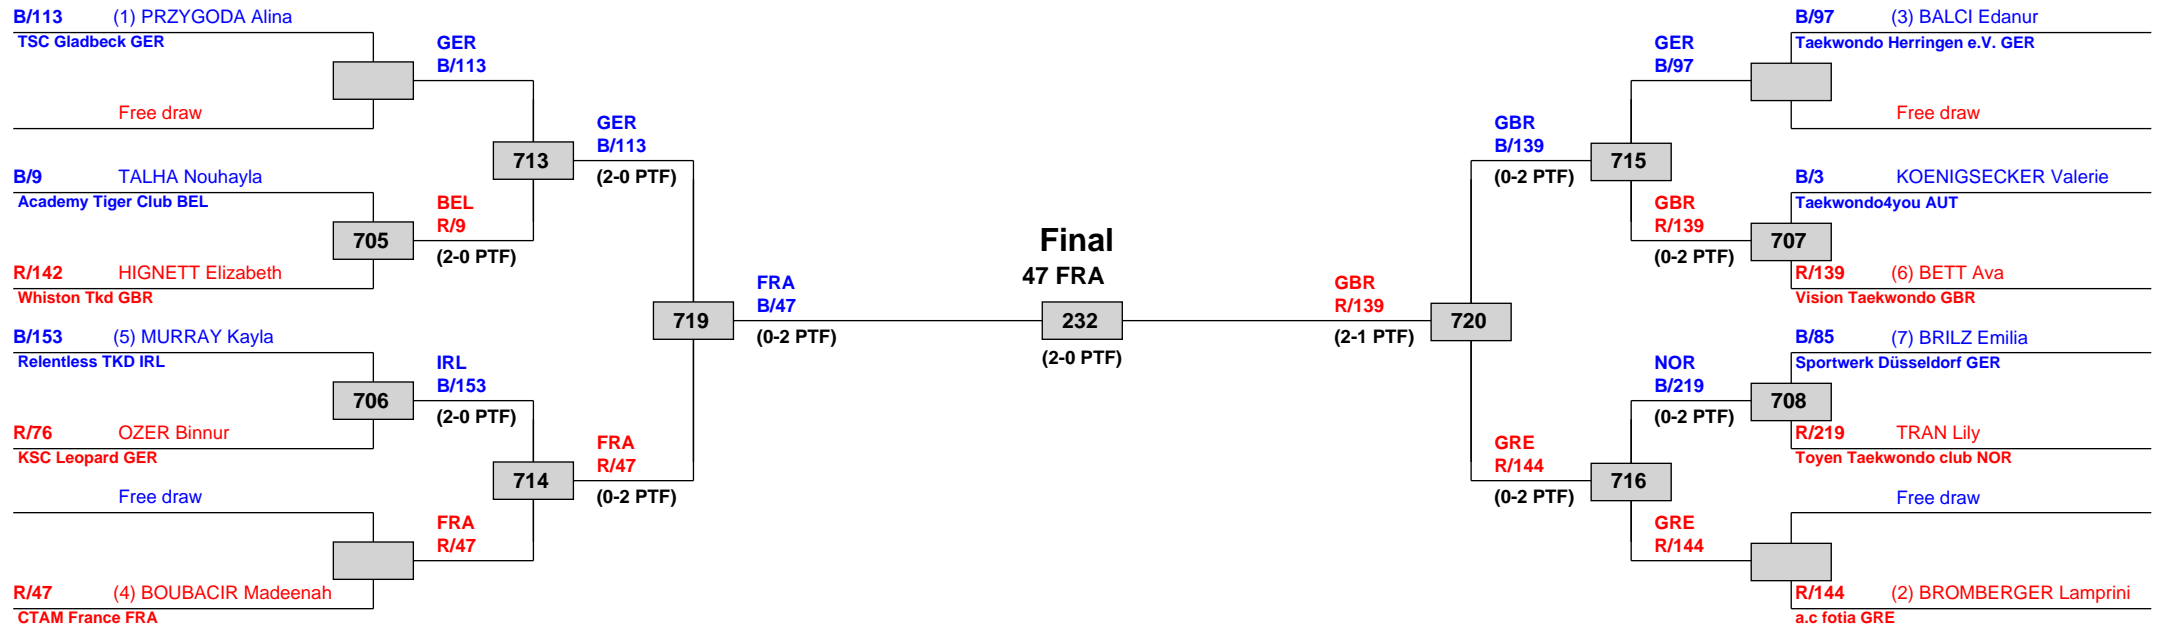 B/113 (1) PRZYGODA Alina
TSC Gladbeck GER
Free draw
B/9 TALHA Nouhayla
Academy Tiger Club BEL
R/142 HIGNETT Elizabeth
Whiston Tkd GBR
B/153 (5) MURRAY Kayla
Relentless TKD IRL
R/76 OZER Binnur
KSC Leopard GER
Free draw
R/47 (4) BOUBACIR Madeenah
CTAM France FRA
705
706
GER
B/113
BEL
R/9
(2-0 PTF)
IRL
B/153
(2-0 PTF)
FRA
R/47
713
714
GER
B/113
(2-0 PTF)
FRA
R/47
(0-2 PTF)
719
FRA
B/47
(0-2 PTF)
Final
47 FRA
232
(2-0 PTF)
GBR
R/139
(2-1 PTF)
720
GBR
B/139
(0-2 PTF)
GRE
R/144
(0-2 PTF)
715
716
GER
B/97
GBR
R/139
(0-2 PTF)
NOR
B/219
(0-2 PTF)
GRE
R/144
707
708
B/97 (3) BALCI Edanur
Taekwondo Herringen e.V. GER
Free draw
B/3 KOENIGSECKER Valerie
Taekwondo4you AUT
R/139 (6) BETT Ava
Vision Taekwondo GBR
B/85 (7) BRILZ Emilia
Sportwerk Düsseldorf GER
R/219 TRAN Lily
Toyen Taekwondo club NOR
Free draw
R/144 (2) BROMBERGER Lamprini
a.c fotia GRE